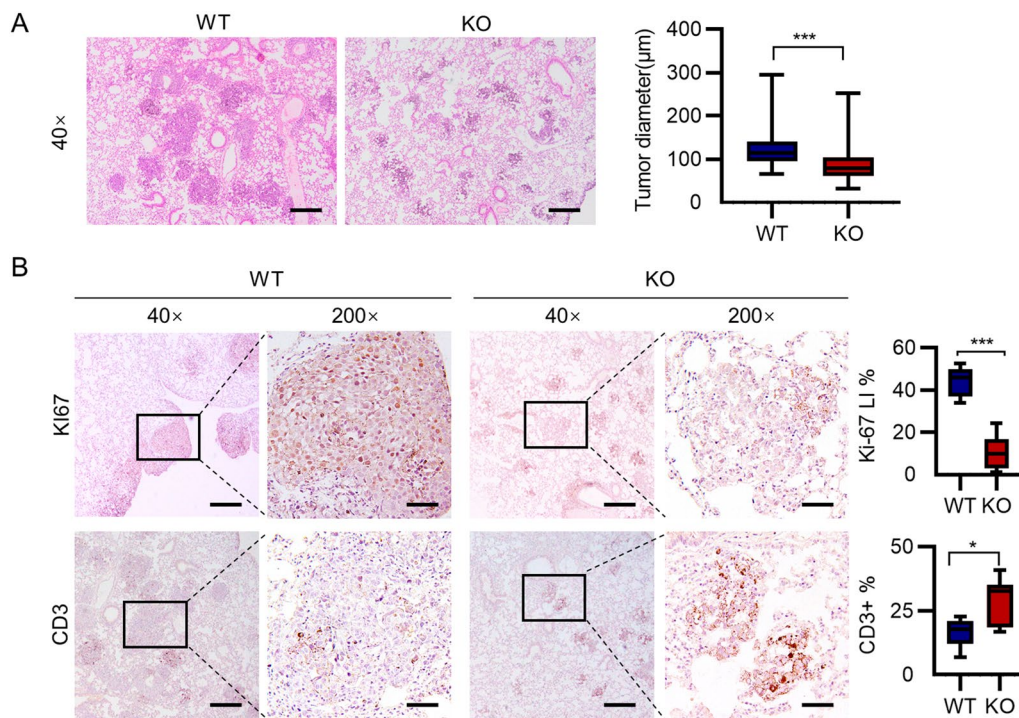 A
WT KO
40×
Tumor diameter(μm)
400
300
200
100
0
***
WT KO
B
WT KO
40× 200× 40× 200×
KI67
Ki-67 LI %
60
40
20
0
***
WT KO
CD3
CD3+ %
50
25
0
*
WT KO